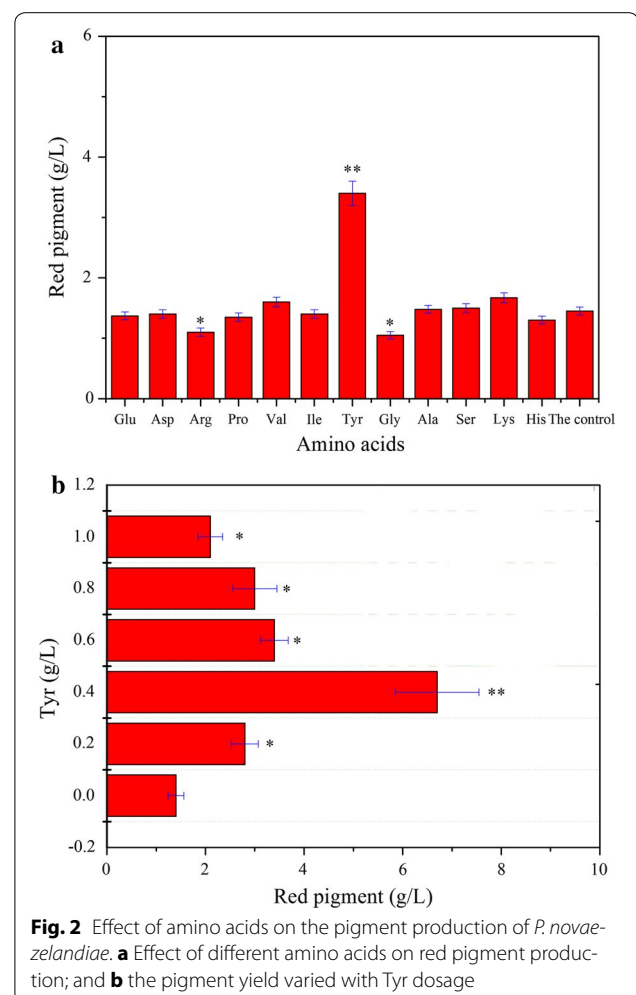 a
6
4
2
0
Red pigment (g/L)
*
**
*
Glu Asp Arg Pro Val Ile Tyr Gly Ala Ser Lys His The control
Amino acids
b
1.2
1.0
0.8
0.6
0.4
0.2
0.0
-0.2
Tyr (g/L)
*
*
*
**
*
0 2 4 6 8 10
Red pigment (g/L)
Fig. 2 Effect of amino acids on the pigment production of P. novae-
zelandiae. a Effect of different amino acids on red pigment produc-
tion; and b the pigment yield varied with Tyr dosage